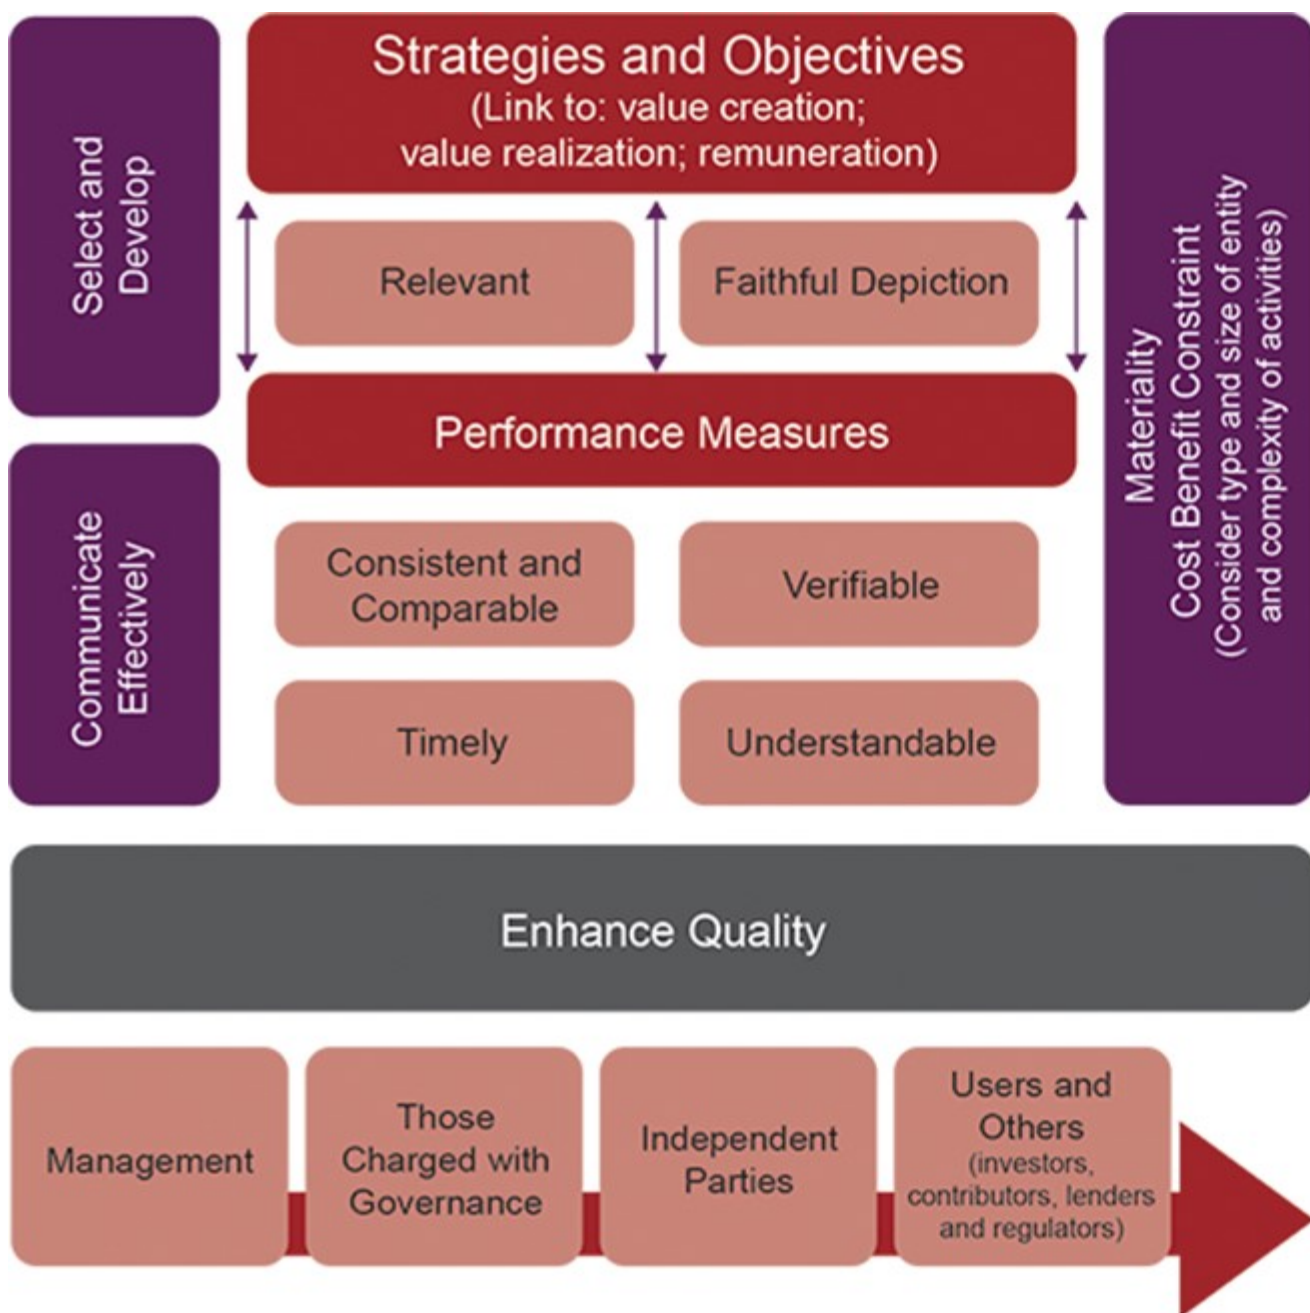 Select and
Develop
Strategies and Objectives
(Link to: value creation;
value realization; remuneration)
Relevant
Faithful Depiction
Performance Measures
Communicate
Effectively
Consistent and
Comparable
Verifiable
Timely
Understandable
Materiality
Cost Benefit Constraint
(Consider type and size of entity
and complexity of activities)
Enhance Quality
Management
Those
Charged with
Governance
Independent
Parties
Users and
Others
(investors,
contributors, lenders
and regulators)